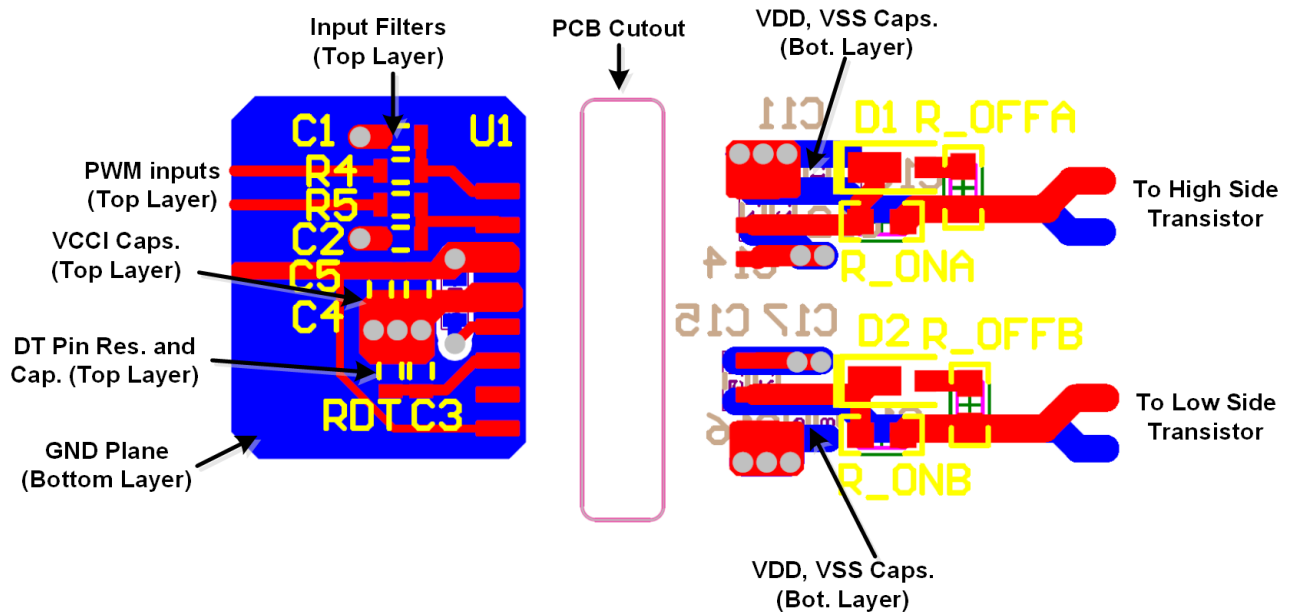 Input Filters
(Top Layer)
PCB Cutout
VDD, VSS Caps.
(Bot. Layer)
C1
U1
C11
D1 R_OFFA
PWM inputs
(Top Layer)
R4
R5
To High Side
Transistor
VCCI Caps.
(Top Layer)
C2
C5
C14
R_ONA
C4
C15
C17
D2 R_OFFB
DT Pin Res. and
Cap. (Top Layer)
RDT C3
To Low Side
Transistor
GND Plane
(Bottom Layer)
R_ONB
VDD, VSS Caps.
(Bot. Layer)